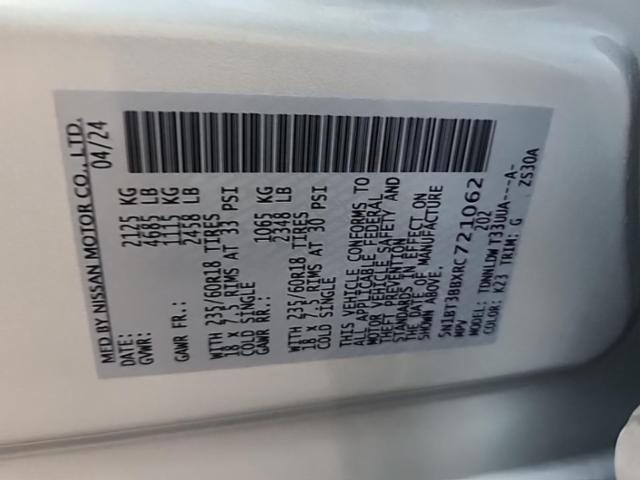 MFD BY NISSAN MOTOR CO., LTD.
DATE: 04/24
GVWR: 2125 KG
4685 LB
GAWR FR.: 1115 KG
2458 LB
WITH 235/60R18 TIRES
18 x 7.5 RIMS AT 33 PSI
COLD SINGLE
GAWR RR.: 1065 KG
2348 LB
WITH 235/60R18 TIRES
18 x 7.5 RIMS AT 30 PSI
COLD SINGLE
THIS VEHICLE CONFORMS TO
ALL APPLICABLE FEDERAL
MOTOR VEHICLE SAFETY AND
THEFT PREVENTION
STANDARDS IN EFFECT ON
THE DATE OF MANUFACTURE
SHOWN ABOVE.
5N1BT3BBXRC721062
MPV 202
MODEL: TDNNLDWT33UUA---A-
COLOR: K23 TRIM: G ZS30A